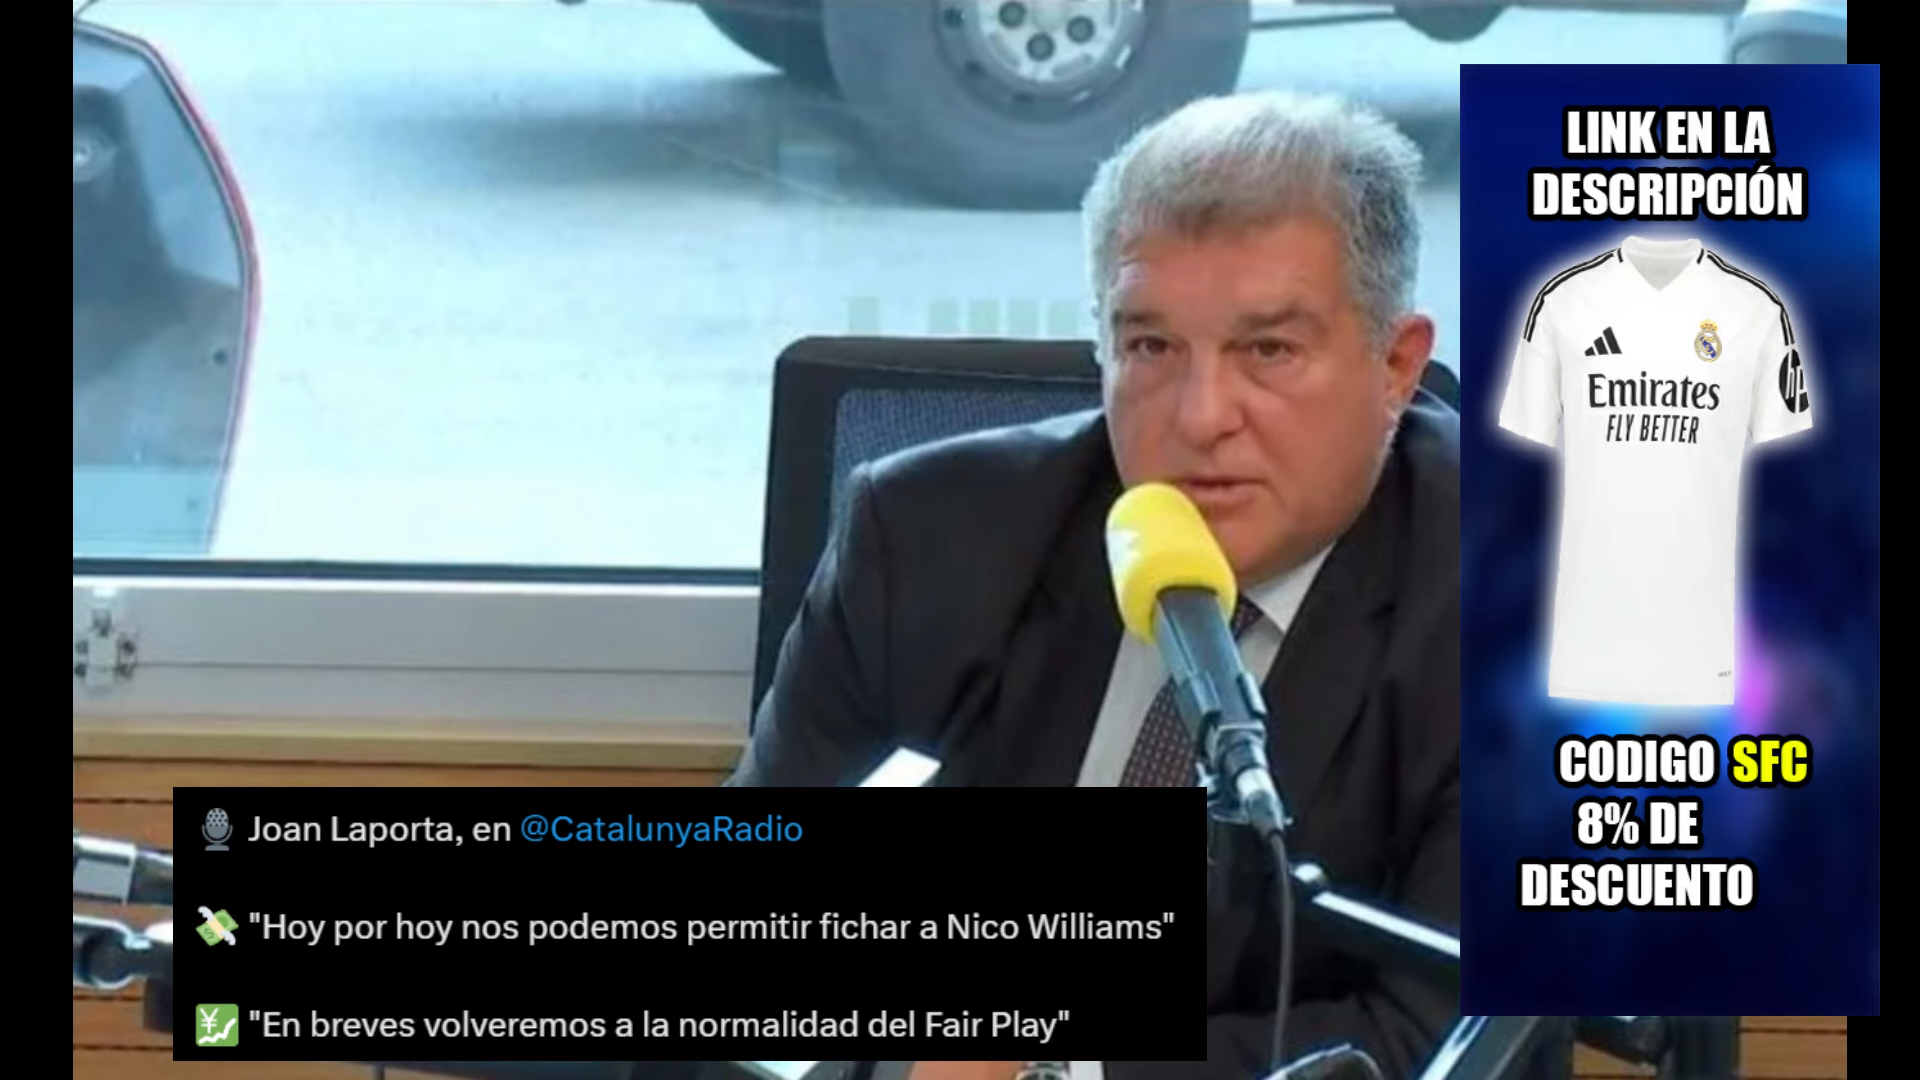 LINK EN LA
DESCRIPCIÓN
Emirates
FLY BETTER
hp
CODIGO SFC
8% DE
DESCUENTO
Joan Laporta, en @CatalunyaRadio
"Hoy por hoy nos podemos permitir fichar a Nico Williams"
"En breves volveremos a la normalidad del Fair Play"